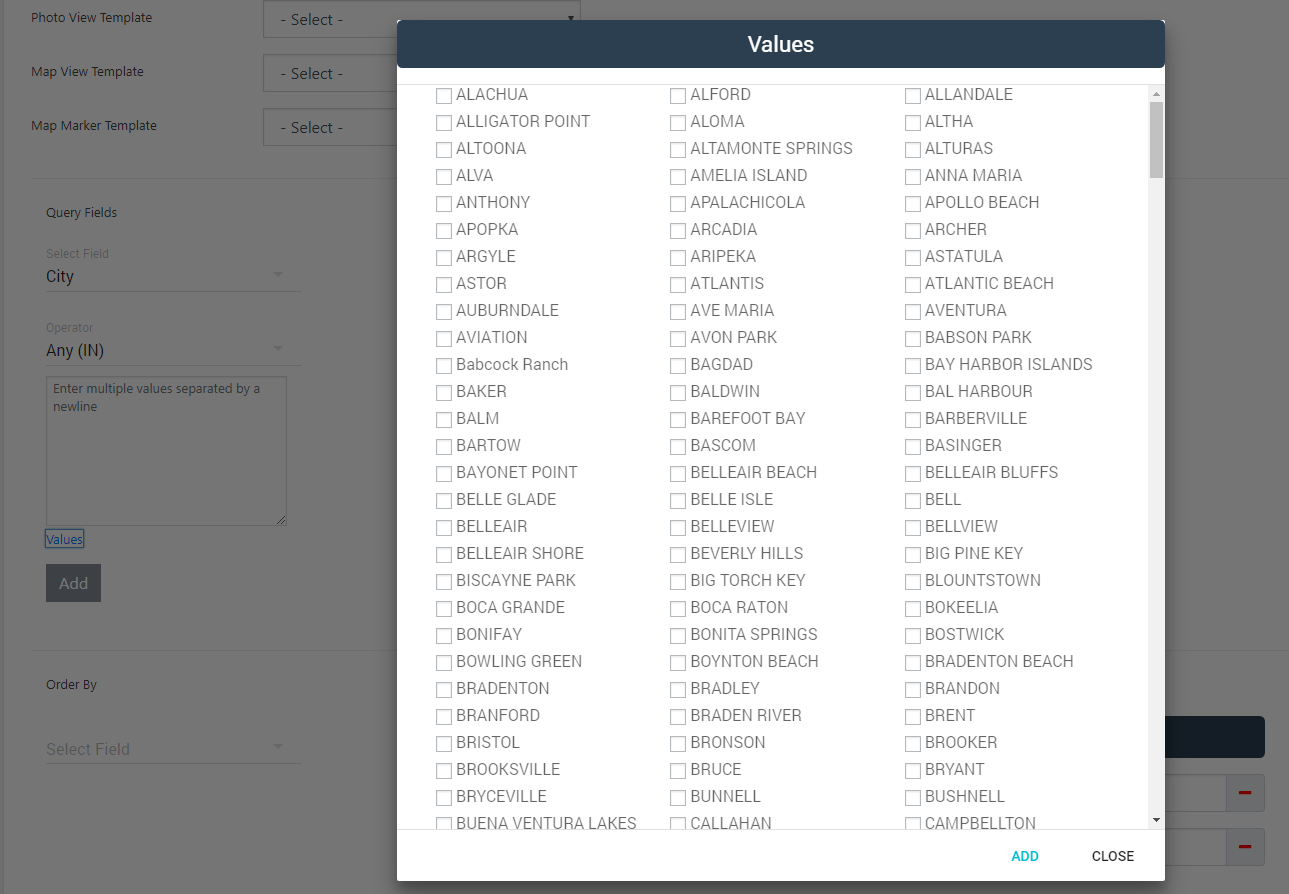 Photo View Template
- Select -
Map View Template
- Select -
Map Marker Template
- Select -
Query Fields
Select Field
City
Operator
Any (IN)
Enter multiple values separated by a
newline
Values
Add
Order By
Select Field
Values
ALACHUA ALFORD ALLANDALE
ALLIGATOR POINT ALOMA ALTHA
ALTOONA ALTAMONTE SPRINGS ALTURAS
ALVA AMELIA ISLAND ANNA MARIA
ANTHONY APALACHICOLA APOLLO BEACH
APOPKA ARCADIA ARCHER
ARGYLE ARIPEKA ASTATULA
ASTOR ATLANTIS ATLANTIC BEACH
AUBURNDALE AVE MARIA AVENTURA
AVIATION AVON PARK BABSON PARK
Babcock Ranch BAGDAD BAY HARBOR ISLANDS
BAKER BALDWIN BAL HARBOUR
BALM BAREFOOT BAY BARBERVILLE
BARTOW BASCOM BASINGER
BAYONET POINT BELLEAIR BEACH BELLEAIR BLUFFS
BELLE GLADE BELLE ISLE BELL
BELLEAIR BELLEVIEW BELLVIEW
BELLEAIR SHORE BEVERLY HILLS BIG PINE KEY
BISCAYNE PARK BIG TORCH KEY BLOUNTSTOWN
BOCA GRANDE BOCA RATON BOKEELIA
BONIFAY BONITA SPRINGS BOSTWICK
BOWLING GREEN BOYNTON BEACH BRADENTON BEACH
BRADENTON BRADLEY BRANDON
BRANFORD BRADEN RIVER BRENT
BRISTOL BRONSON BROOKER
BROOKSVILLE BRUCE BRYANT
BRYCEVILLE BUNNELL BUSHNELL
BUENA VENTURA LAKES CALLAHAN CAMPBELLTON
ADD CLOSE